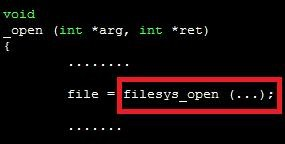 void
_open (int *arg, int *ret)
{
........
file = filesys_open (...);
.......